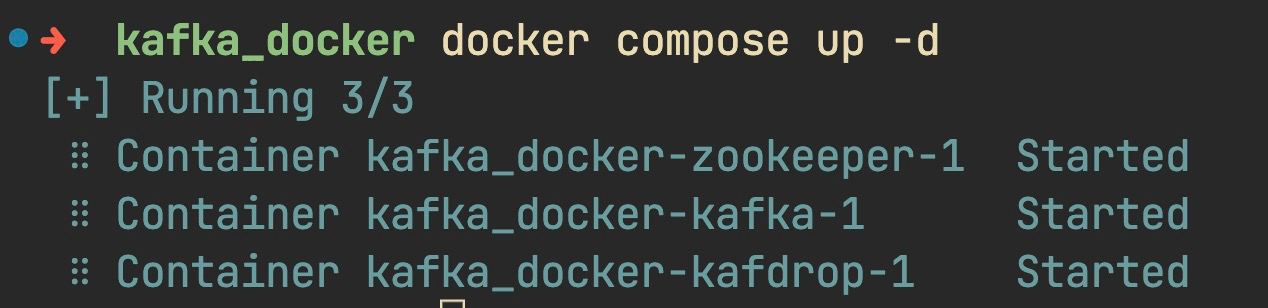 ➜ kafka_docker docker compose up -d
[+] Running 3/3
⠿ Container kafka_docker-zookeeper-1 Started
⠿ Container kafka_docker-kafka-1 Started
⠿ Container kafka_docker-kafdrop-1 Started